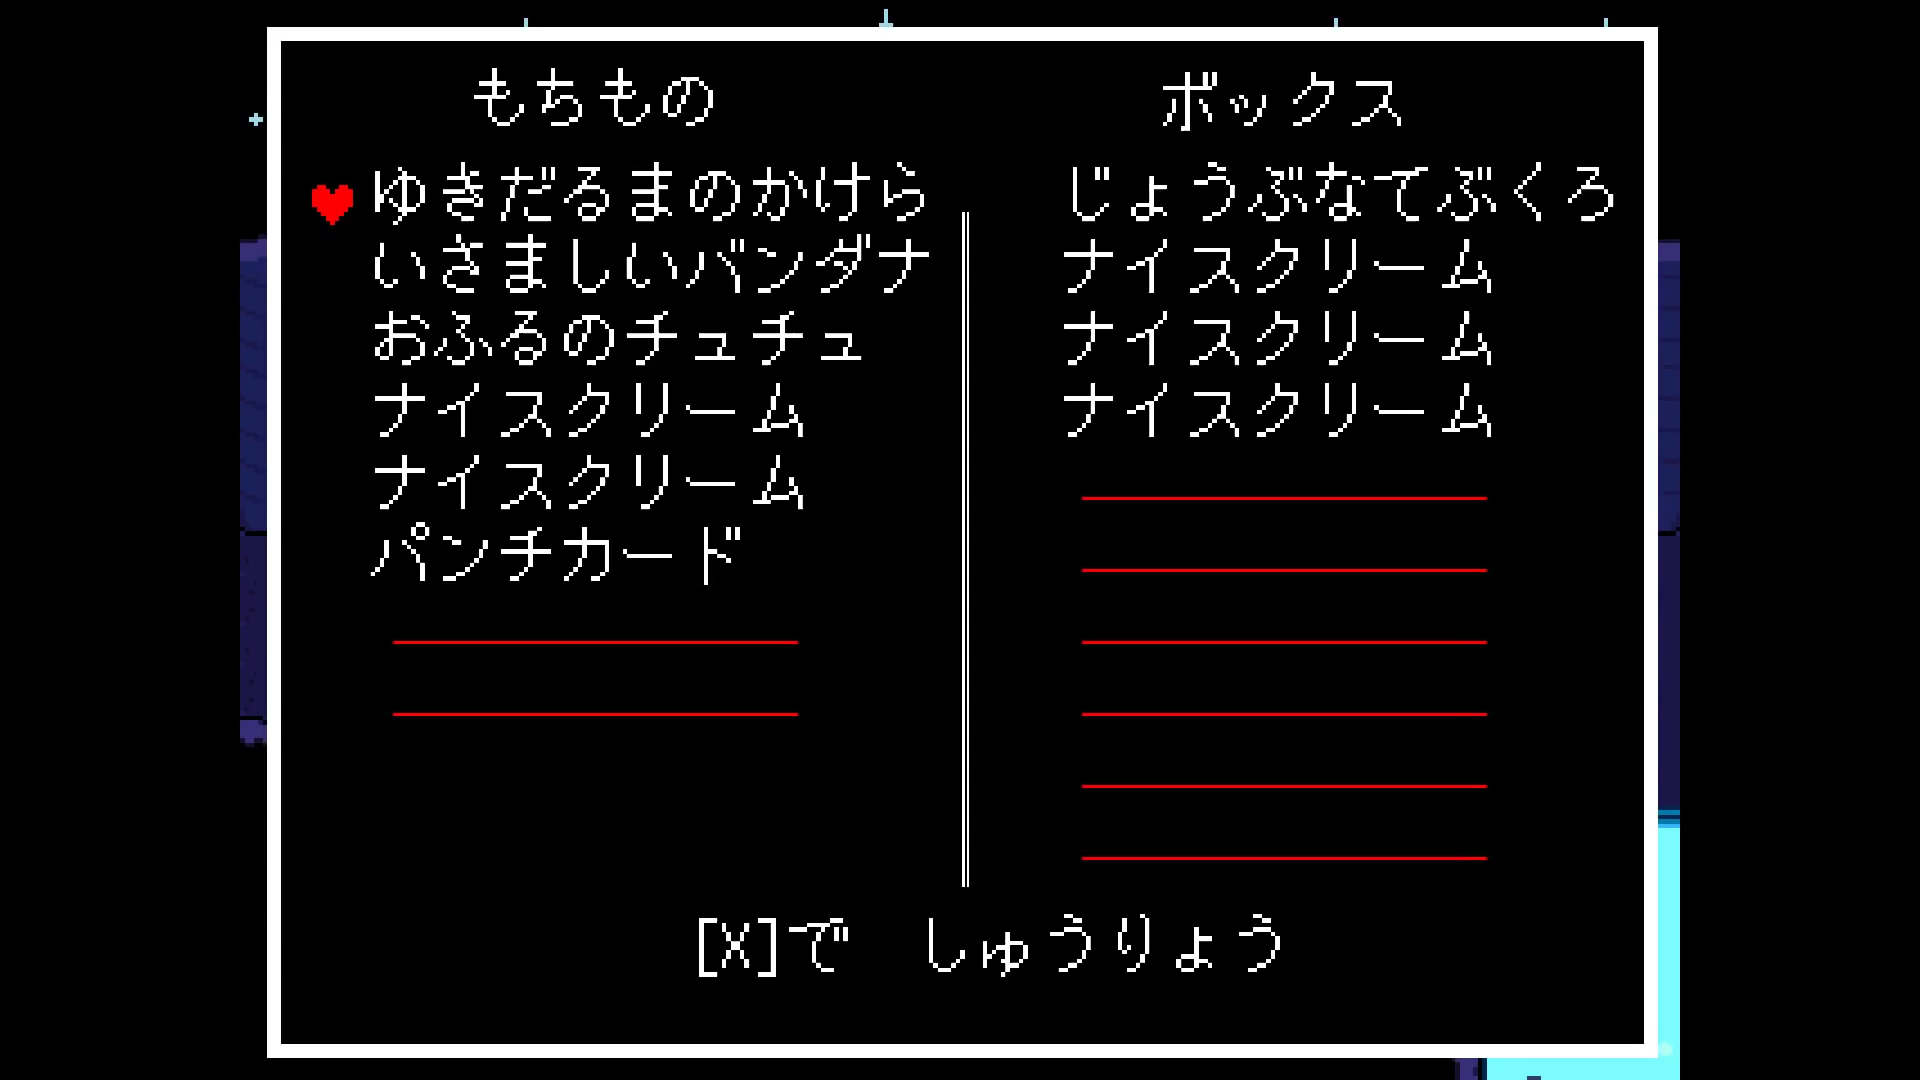 もちもの
ゆきだるまのかけら
いさましいバンダナ
おふるのチュチュ
ナイスクリーム
ナイスクリーム
パンチカード
ボックス
じょうぶなてぶくろ
ナイスクリーム
ナイスクリーム
ナイスクリーム
[X]で　しゅうりょう